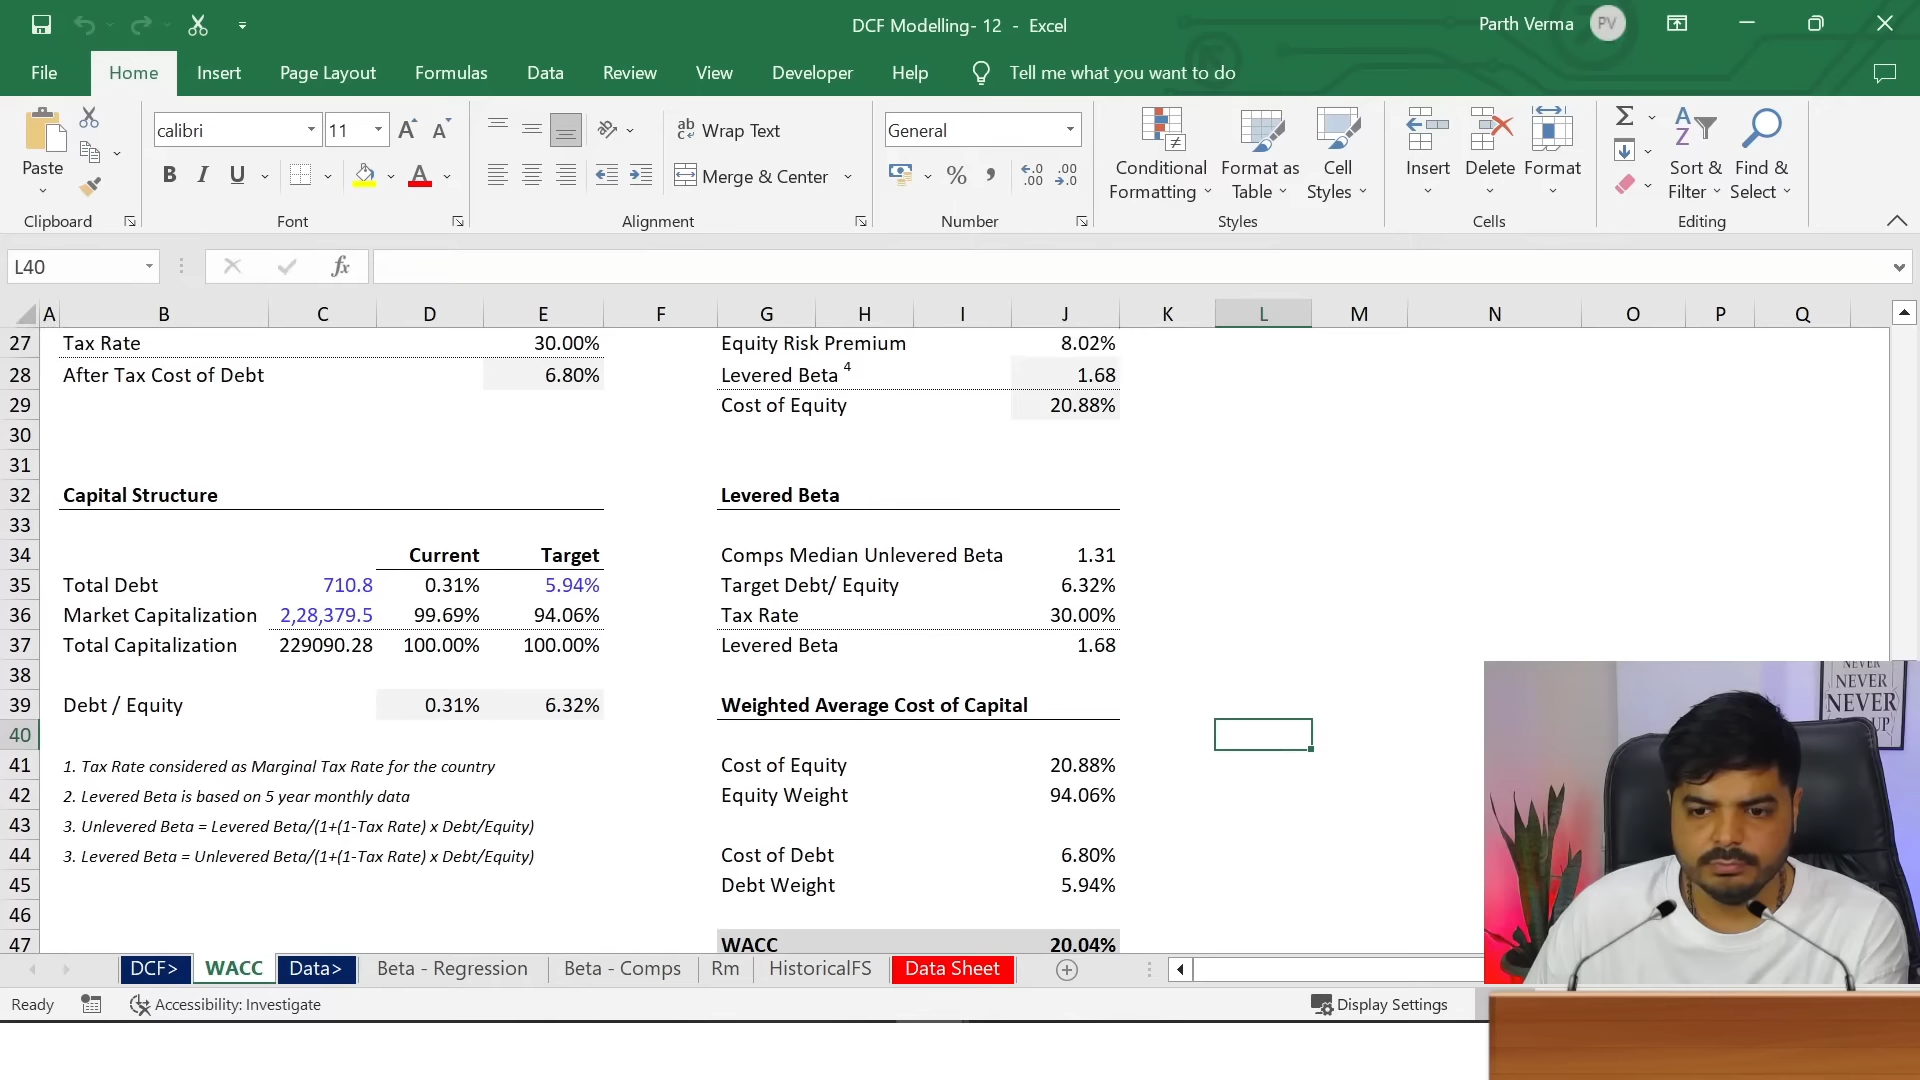 DCF Modelling- 12 - Excel
Parth Verma PV
File Home Insert Page Layout Formulas Data Review View Developer Help Tell me what you want to do
calibri 11 Wrap Text General
Paste B I U Merge & Center % , Conditional Formatting Format as Table Cell Styles Insert Delete Format Sort & Filter Find & Select
Clipboard Font Alignment Number Styles Cells Editing
L40 fx
A B C D E F G H I J K L M N O P Q
27 Tax Rate 30.00% Equity Risk Premium 8.02%
28 After Tax Cost of Debt 6.80% Levered Beta 4 1.68
29 Cost of Equity 20.88%
30
31
32 Capital Structure Levered Beta
33
34 Current Target Comps Median Unlevered Beta 1.31
35 Total Debt 710.8 0.31% 5.94% Target Debt/ Equity 6.32%
36 Market Capitalization 2,28,379.5 99.69% 94.06% Tax Rate 30.00%
37 Total Capitalization 229090.28 100.00% 100.00% Levered Beta 1.68
38
39 Debt / Equity 0.31% 6.32% Weighted Average Cost of Capital
40
41 1. Tax Rate considered as Marginal Tax Rate for the country Cost of Equity 20.88%
42 2. Levered Beta is based on 5 year monthly data Equity Weight 94.06%
43 3. Unlevered Beta = Levered Beta/(1+(1-Tax Rate) x Debt/Equity)
44 3. Levered Beta = Unlevered Beta/(1+(1-Tax Rate) x Debt/Equity) Cost of Debt 6.80%
45 Debt Weight 5.94%
46
47 WACC 20.04%
NEVER
NEVER
NEVER
DCF> WACC Data> Beta - Regression Beta - Comps Rm HistoricalFS Data Sheet
Ready Accessibility: Investigate Display Settings